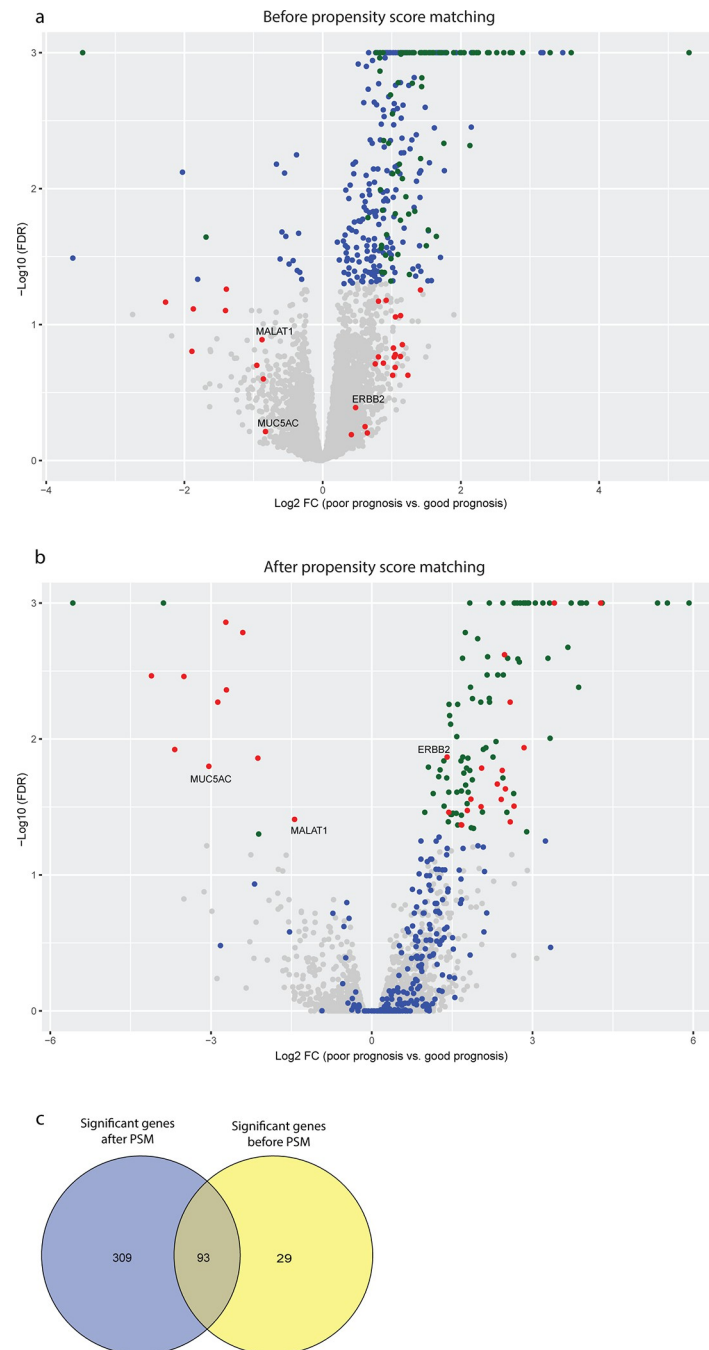 a
Before propensity score matching
3
2
1
0
−Log10 (FDR)
MALAT1
ERBB2
MUC5AC
−4
−2
0
2
4
Log2 FC (poor prognosis vs. good prognosis)
b
After propensity score matching
3
2
1
0
−Log10 (FDR)
ERBB2
MUC5AC
MALAT1
−6
−3
0
3
6
Log2 FC (poor prognosis vs. good prognosis)
c
Significant genes
after PSM
Significant genes
before PSM
309
93
29